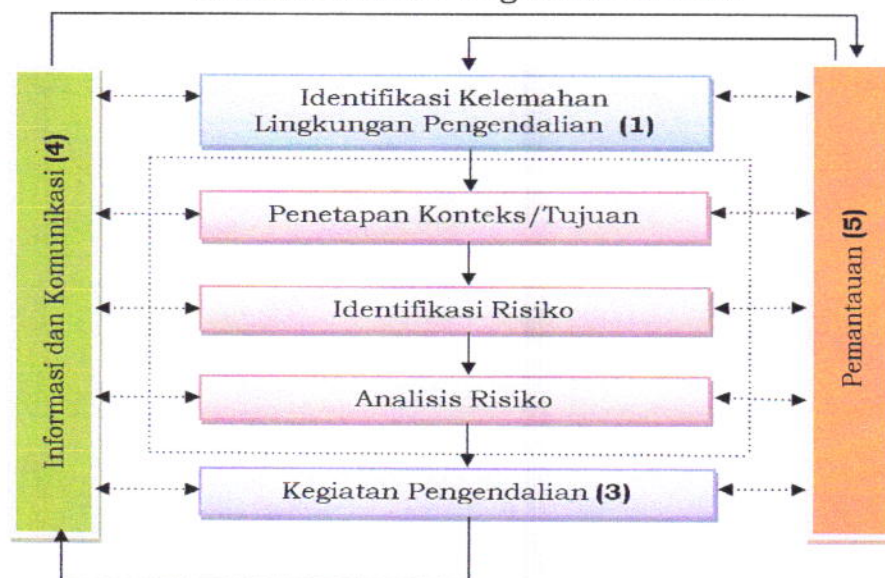 Identifikasi Kelemahan
Lingkungan Pengendalian (1)
Penetapan Konteks/Tujuan
Identifikasi Risiko
Analisis Risiko
Kegiatan Pengendalian (3)
Informasi dan Komunikasi (4)
Pemantauan (5)